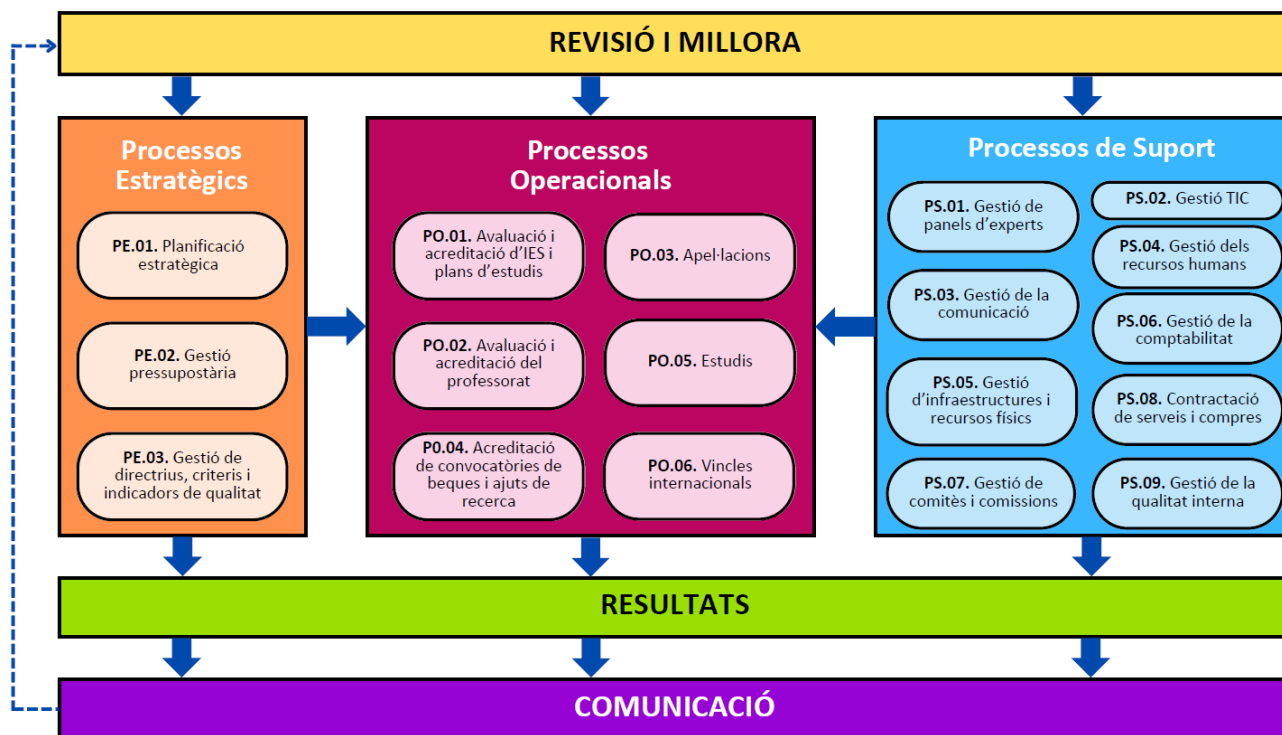 REVISIÓ I MILLORA
Processos
Estratègics
PE.01. Planificació
estratègica
PE.02. Gestió
pressupostària
PE.03. Gestió de
directrius, criteris i
indicadors de qualitat
Processos
Operacionals
PO.01. Avaluació i
acreditació d’IES i
plans d’estudis
PO.03. Apel·lacions
PO.02. Avaluació i
acreditació del
professorat
PO.05. Estudis
P0.04. Acreditació
de convocatòries de
beques i ajuts de
recerca
PO.06. Vincles
internacionals
Processos de Suport
PS.01. Gestió de
panels d’experts
PS.02. Gestió TIC
PS.04. Gestió dels
recursos humans
PS.03. Gestió de la
comunicació
PS.06. Gestió de la
comptabilitat
PS.05. Gestió
d’infraestructures i
recursos físics
PS.08. Contractació
de serveis i compres
PS.07. Gestió de
comitès i comissions
PS.09. Gestió de la
qualitat interna
RESULTATS
COMUNICACIÓ